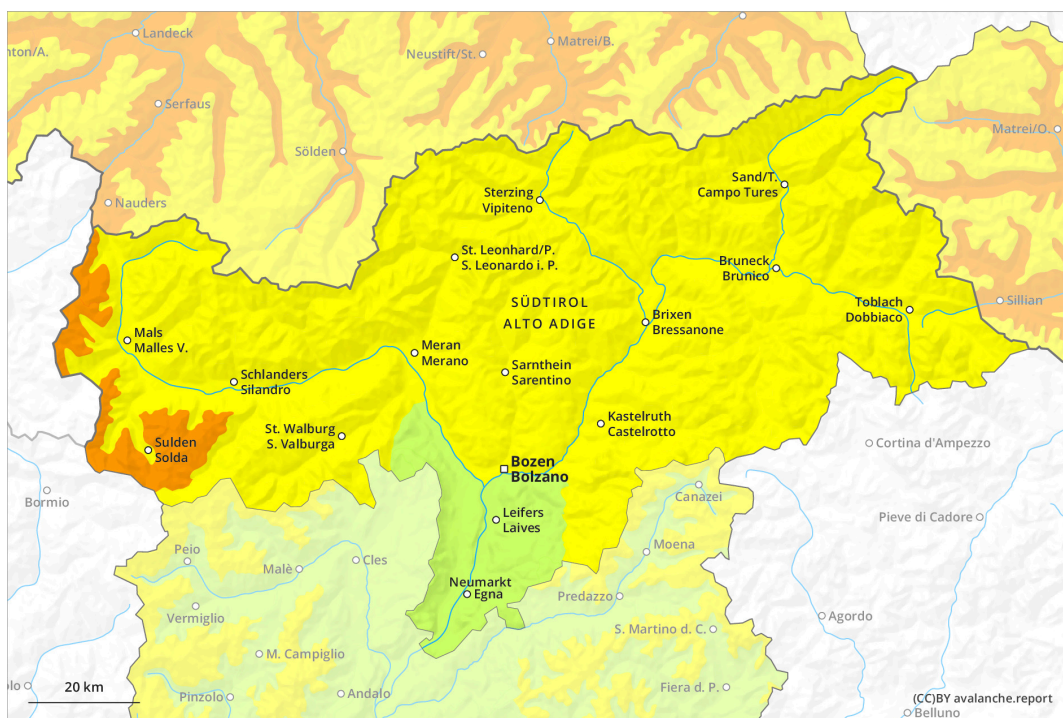 Landeck
nton/A.
Neustift/St.
Matrei/B.
Serfaus
Matrei/O.
Sölden
Nauders
Sterzing
Vipiteno
Sand/T.
Campo Tures
St. Leonhard/P.
S. Leonardo i. P.
Bruneck
Brunico
SÜDTIROL
ALTO ADIGE
Toblach
Dobbiaco
Sillian
Brixen
Bressanone
Mals
Malles V.
Meran
Merano
Sarnthein
Sarentino
Schlanders
Silandro
St. Walburg
S. Valburga
Kastelruth
Castelrotto
Sulden
Solda
Cortina d'Ampezzo
Bozen
Bolzano
Bormio
Canazei
Leifers
Laives
Pieve di Cadore
Peio
Cles
Moena
Malè
Neumarkt
Egna
Predazzo
Vermiglio
Agordo
S. Martino d. C.
M. Campiglio
20 km
olo
Pinzolo
Andalo
Fiera d. P.
(CC)BY avalanche.report
Belluno